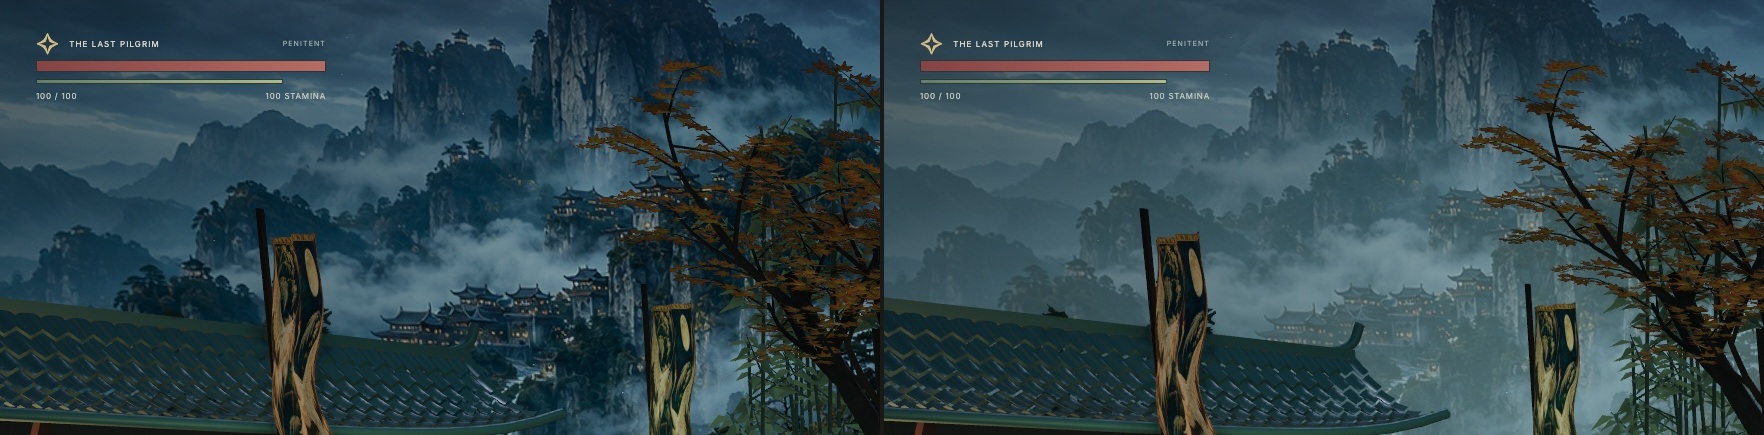 THE LAST PILGRIM PENITENT
100 / 100 100 STAMINA
THE LAST PILGRIM PENITENT
100 / 100 100 STAMINA